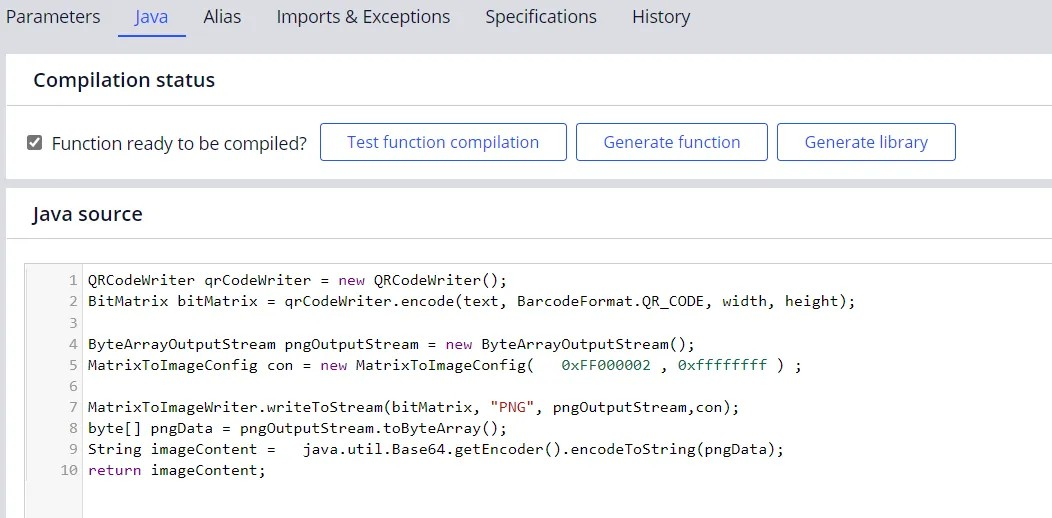 Parameters Java Alias Imports & Exceptions Specifications History
Compilation status
Function ready to be compiled? Test function compilation Generate function Generate library
Java source
1 QRCodeWriter qrCodeWriter = new QRCodeWriter();
2 BitMatrix bitMatrix = qrCodeWriter.encode(text, BarcodeFormat.QR_CODE, width, height);
3
4 ByteArrayOutputStream pngOutputStream = new ByteArrayOutputStream();
5 MatrixToImageConfig con = new MatrixToImageConfig(   0xFF000002 , 0xffffffff ) ;
6
7 MatrixToImageWriter.writeToStream(bitMatrix, "PNG", pngOutputStream,con);
8 byte[] pngData = pngOutputStream.toByteArray();
9 String imageContent =   java.util.Base64.getEncoder().encodeToString(pngData);
10 return imageContent;